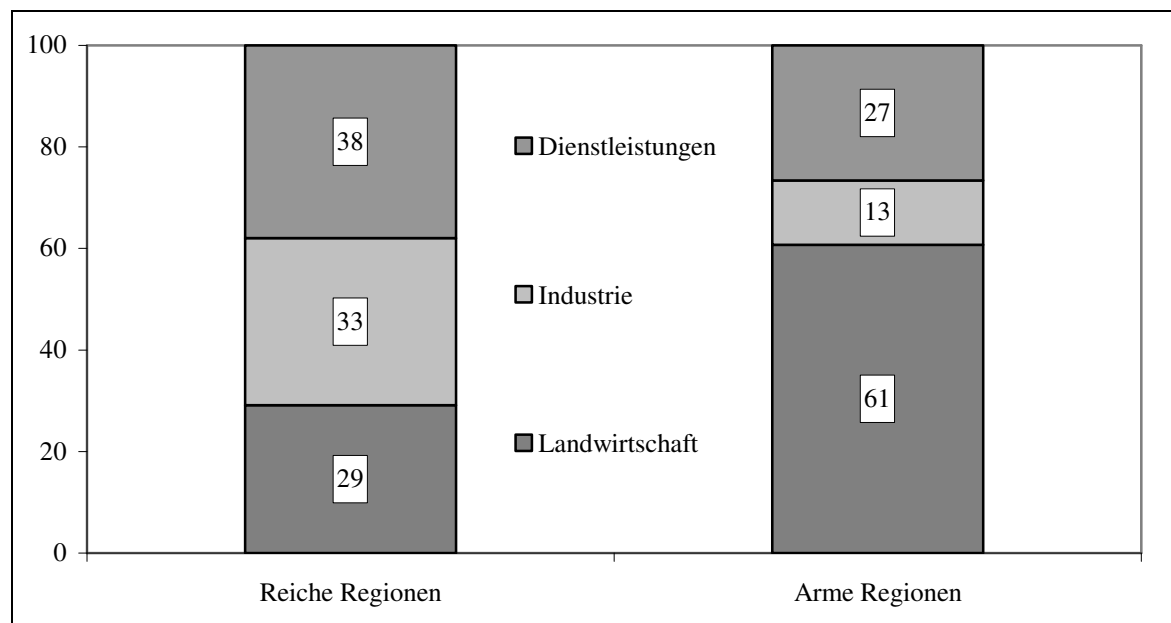 100
80
60
40
20
0
38
33
29
Dienstleistungen
Industrie
Landwirtschaft
27
13
61
Reiche Regionen
Arme Regionen